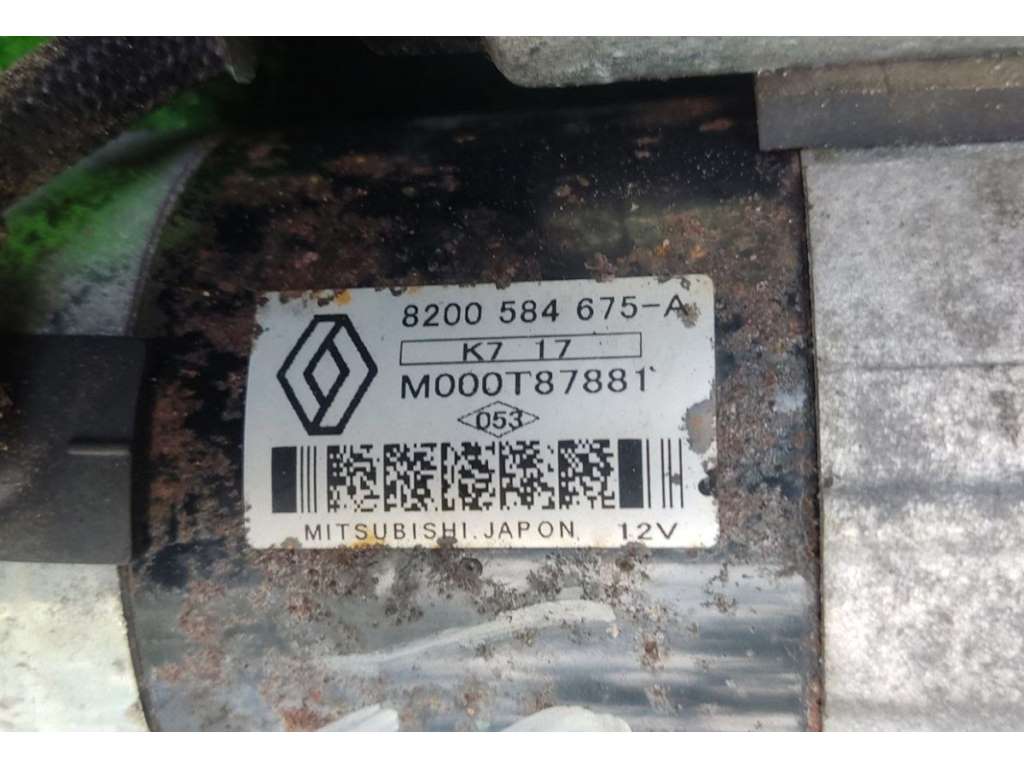 8200 584 675-A
K7 17
M000T87881
053
MITSUBISHI.JAPON 12V